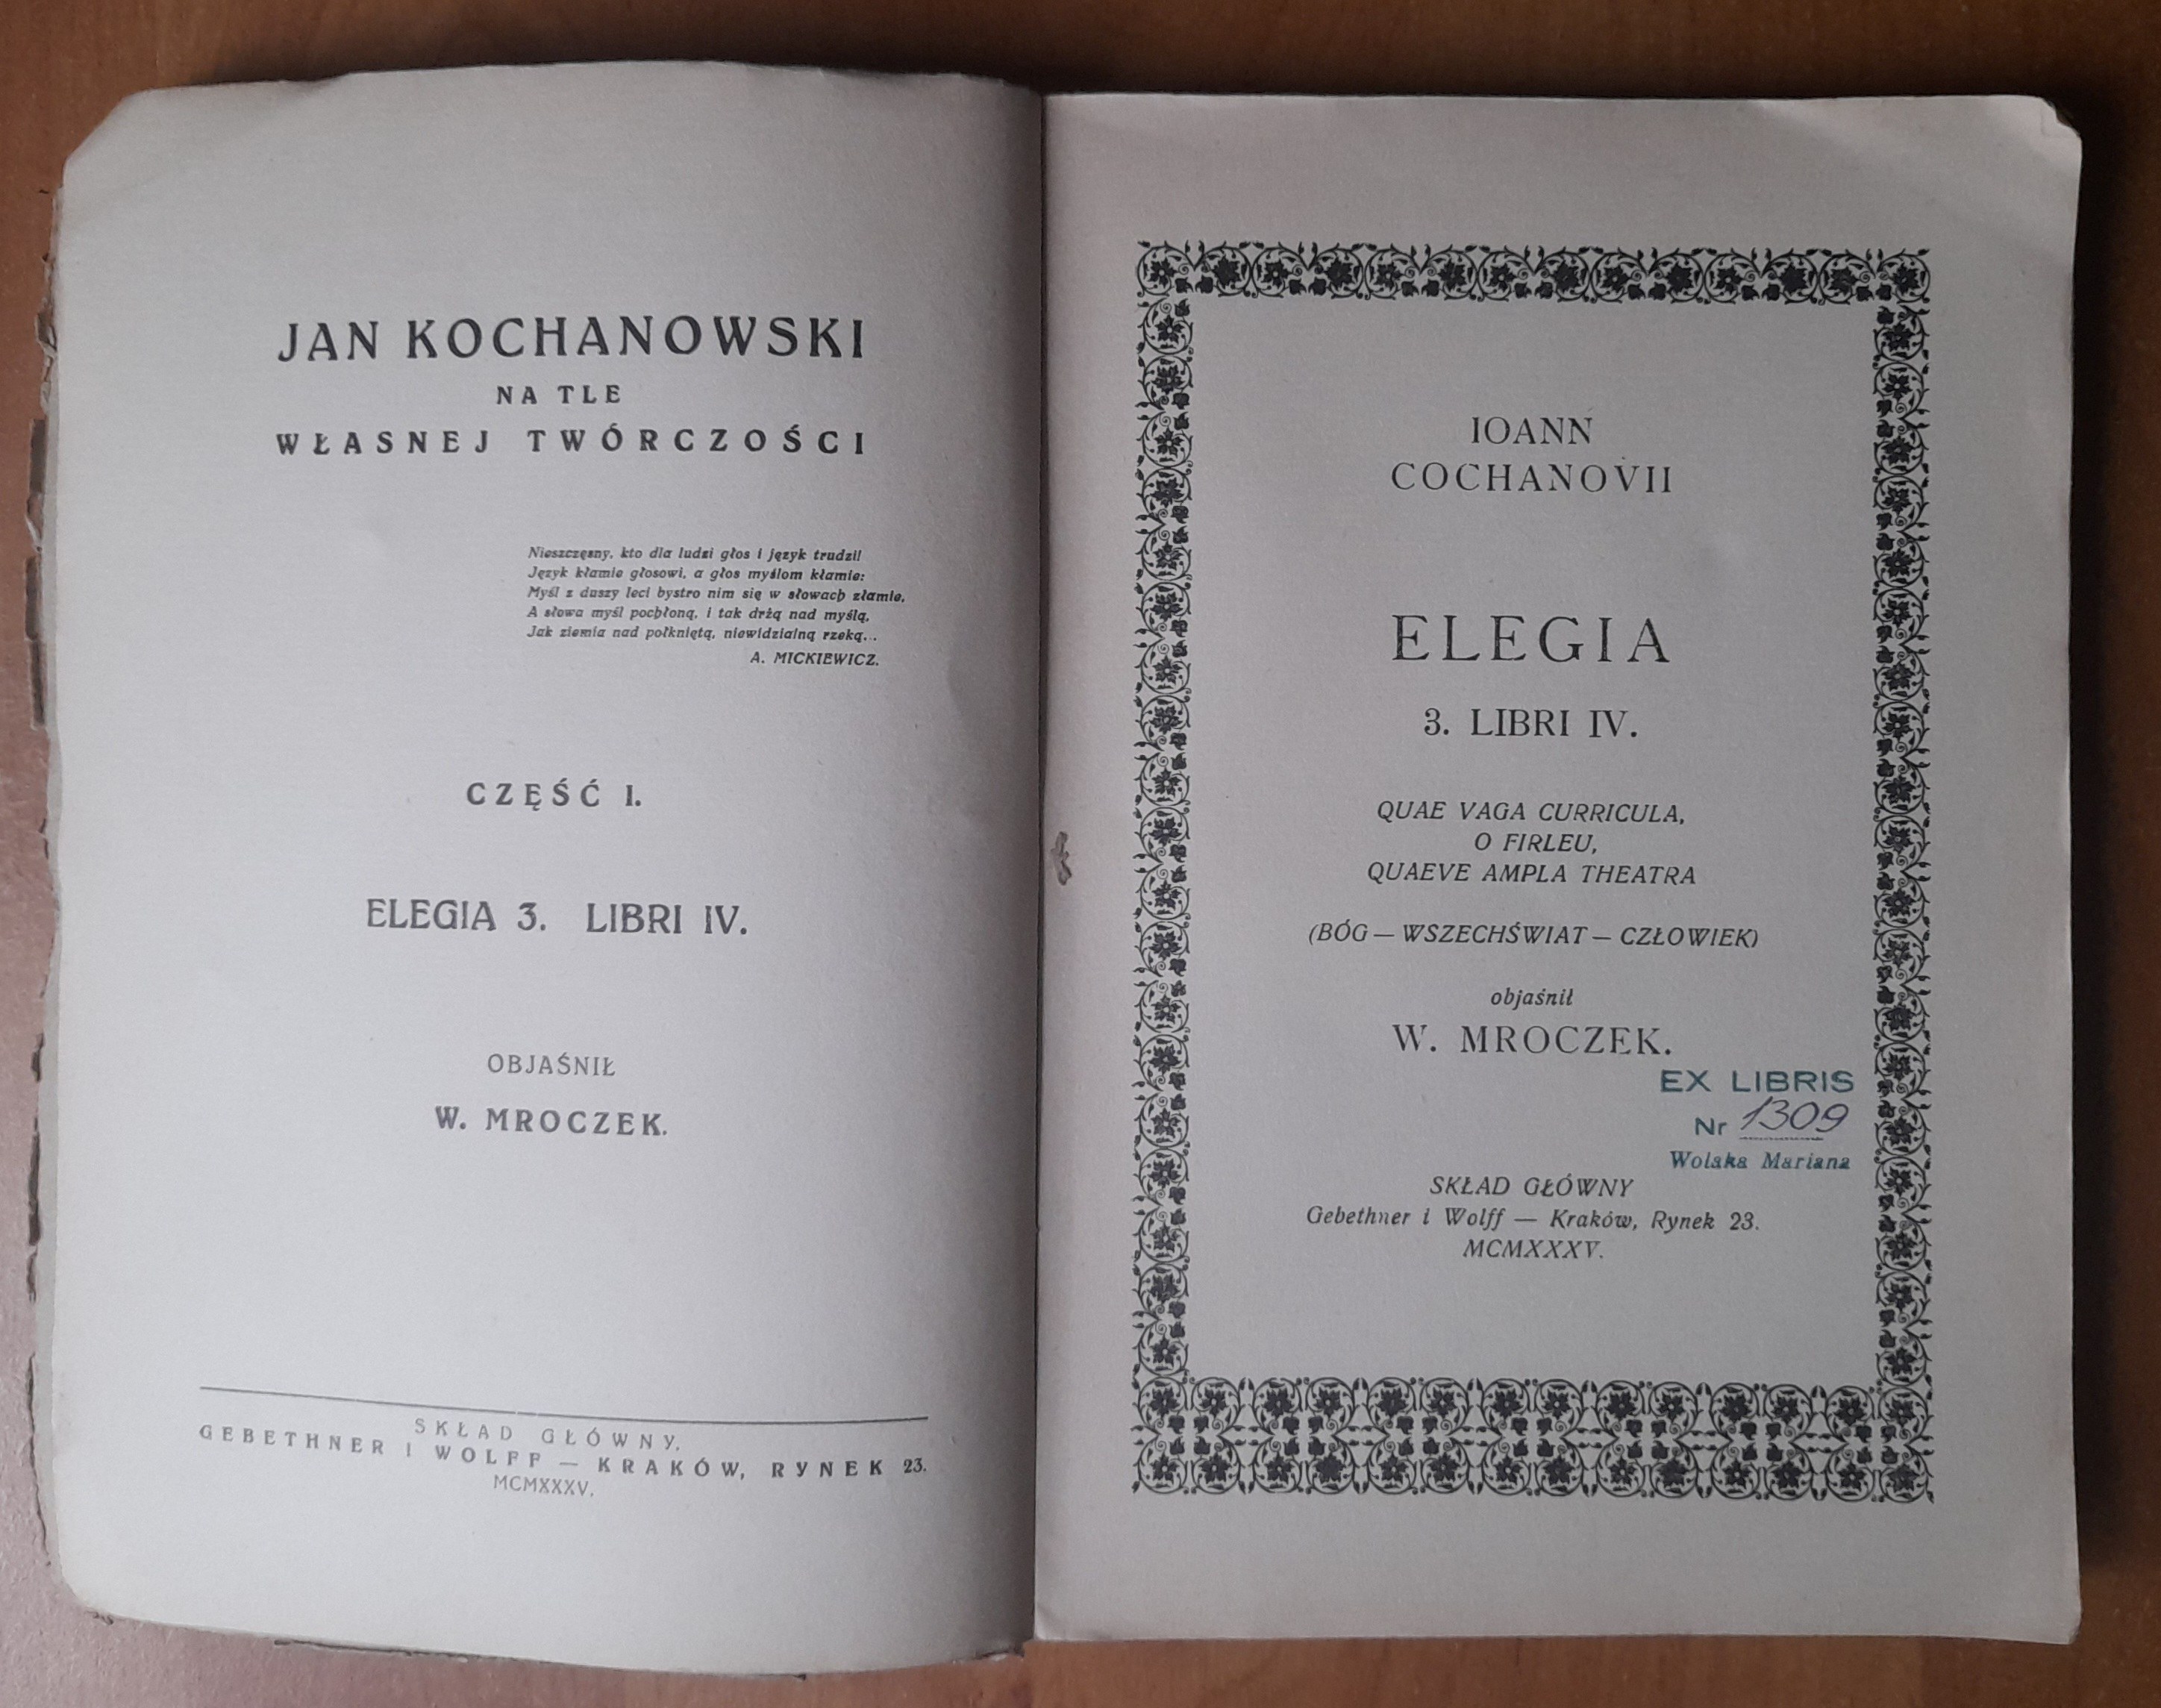 JAN KOCHANOWSKI
NA TLE
WŁASNEJ TWÓRCZOŚCI
Nieszczęsny, kto dla ludzi głos i język trudzi!
Język kłamie głosowi, a głos myślom kłamie:
Myśl z duszy leci bystro nim się w słowach złamie,
A słowa myśl pochłoną, i tak drżą nad myślą,
Jak ziemia nad połkniętą, niewidzialną rzeką...
A. MICKIEWICZ.
CZĘŚĆ I.
ELEGIA 3. LIBRI IV.
OBJAŚNIŁ
W. MROCZEK.
SKŁAD GŁÓWNY.
GEBETHNER I WOLFF — KRAKÓW, RYNEK 23.
MCMXXXV.
IOANN
COCHANOVII
ELEGIA
3. LIBRI IV.
QUAE VAGA CURRICULA,
O FIRLEU,
QUAEVE AMPLA THEATRA
(BÓG — WSZECHŚWIAT — CZŁOWIEK)
objaśnił
W. MROCZEK.
EX LIBRIS
Nr 1309
Wolaka Mariana
SKŁAD GŁÓWNY
Gebethner i Wolff — Kraków, Rynek 23.
MCMXXXV.